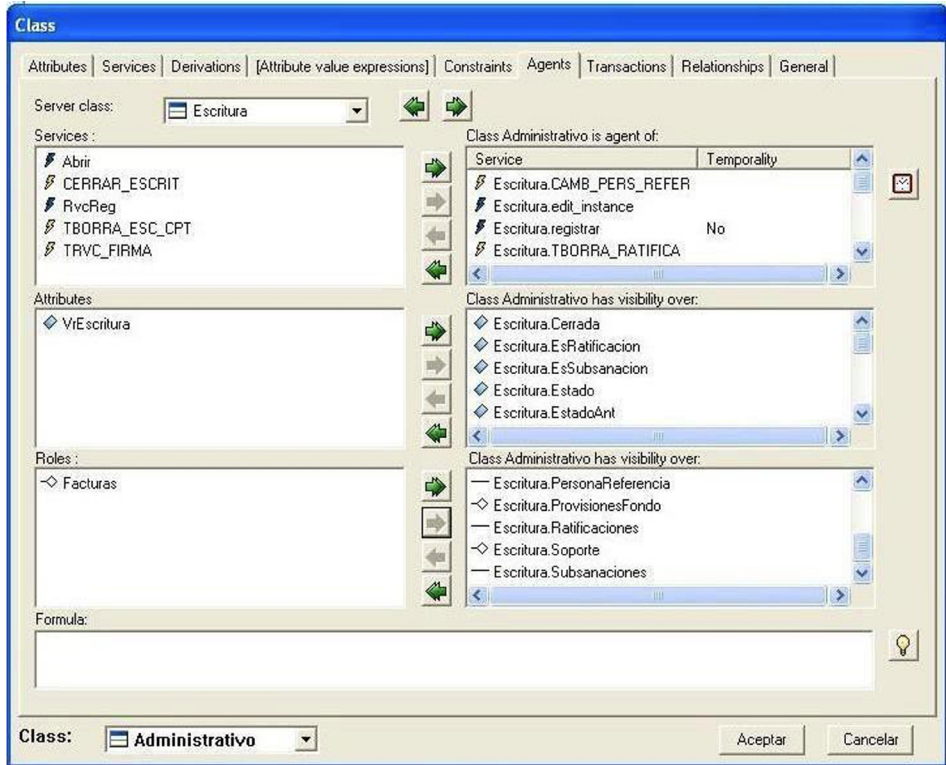 Class
Attributes Services Derivations [Attribute value expressions] Constraints Agents Transactions Relationships General
Server class: Escritura
Services : Class Administrativo is agent of:
Abrir
CERRAR_ESCRIT
RvcReg
TBORRA_ESC_CPT
TRVC_FIRMA
Service Temporality
Escritura.CAMB_PERS_REFER
Escritura.edit_instance
Escritura.registrar No
Escritura.TBORRA_RATIFICA
Attributes Class Administrativo has visibility over:
VrEscritura
Escritura.Cerrada
Escritura.EsRatificacion
Escritura.EsSubsanacion
Escritura.Estado
Escritura.EstadoAnt
Roles : Class Administrativo has visibility over:
Facturas
Escritura.PersonaReferencia
Escritura.ProvisionesFondo
Escritura.Ratificaciones
Escritura.Soporte
Escritura.Subsanaciones
Formula:
Class: Administrativo Aceptar Cancelar